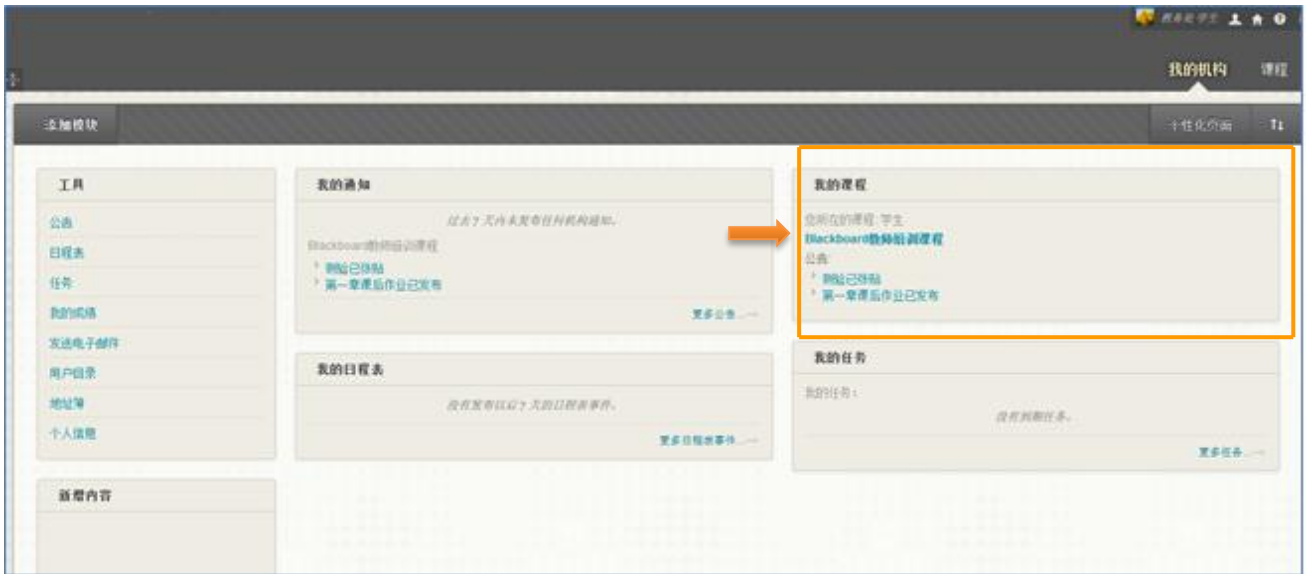 教务处学生
我的机构 课程
添加模块
个性化页面
工具
公告
日程表
任务
我的成绩
发送电子邮件
用户目录
地址簿
个人信息
新增内容
我的通知
过去 7 天内未发布任何机构通知。
Blackboard教师培训课程
测验已张贴
第一章课后作业已发布
更多公告...
我的日程表
没有发布以后 7 天的日程表事件。
更多日程表事件...
我的课程
您所在的课程: 学生
Blackboard教师培训课程
公告:
测验已张贴
第一章课后作业已发布
我的任务
我的任务:
没有到期任务。
更多任务...